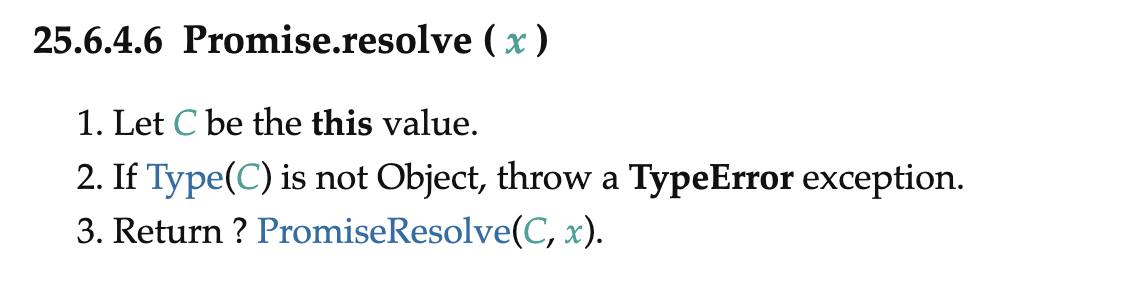 25.6.4.6 Promise.resolve ( x )
1. Let C be the this value.
2. If Type(C) is not Object, throw a TypeError exception.
3. Return ? PromiseResolve(C, x).